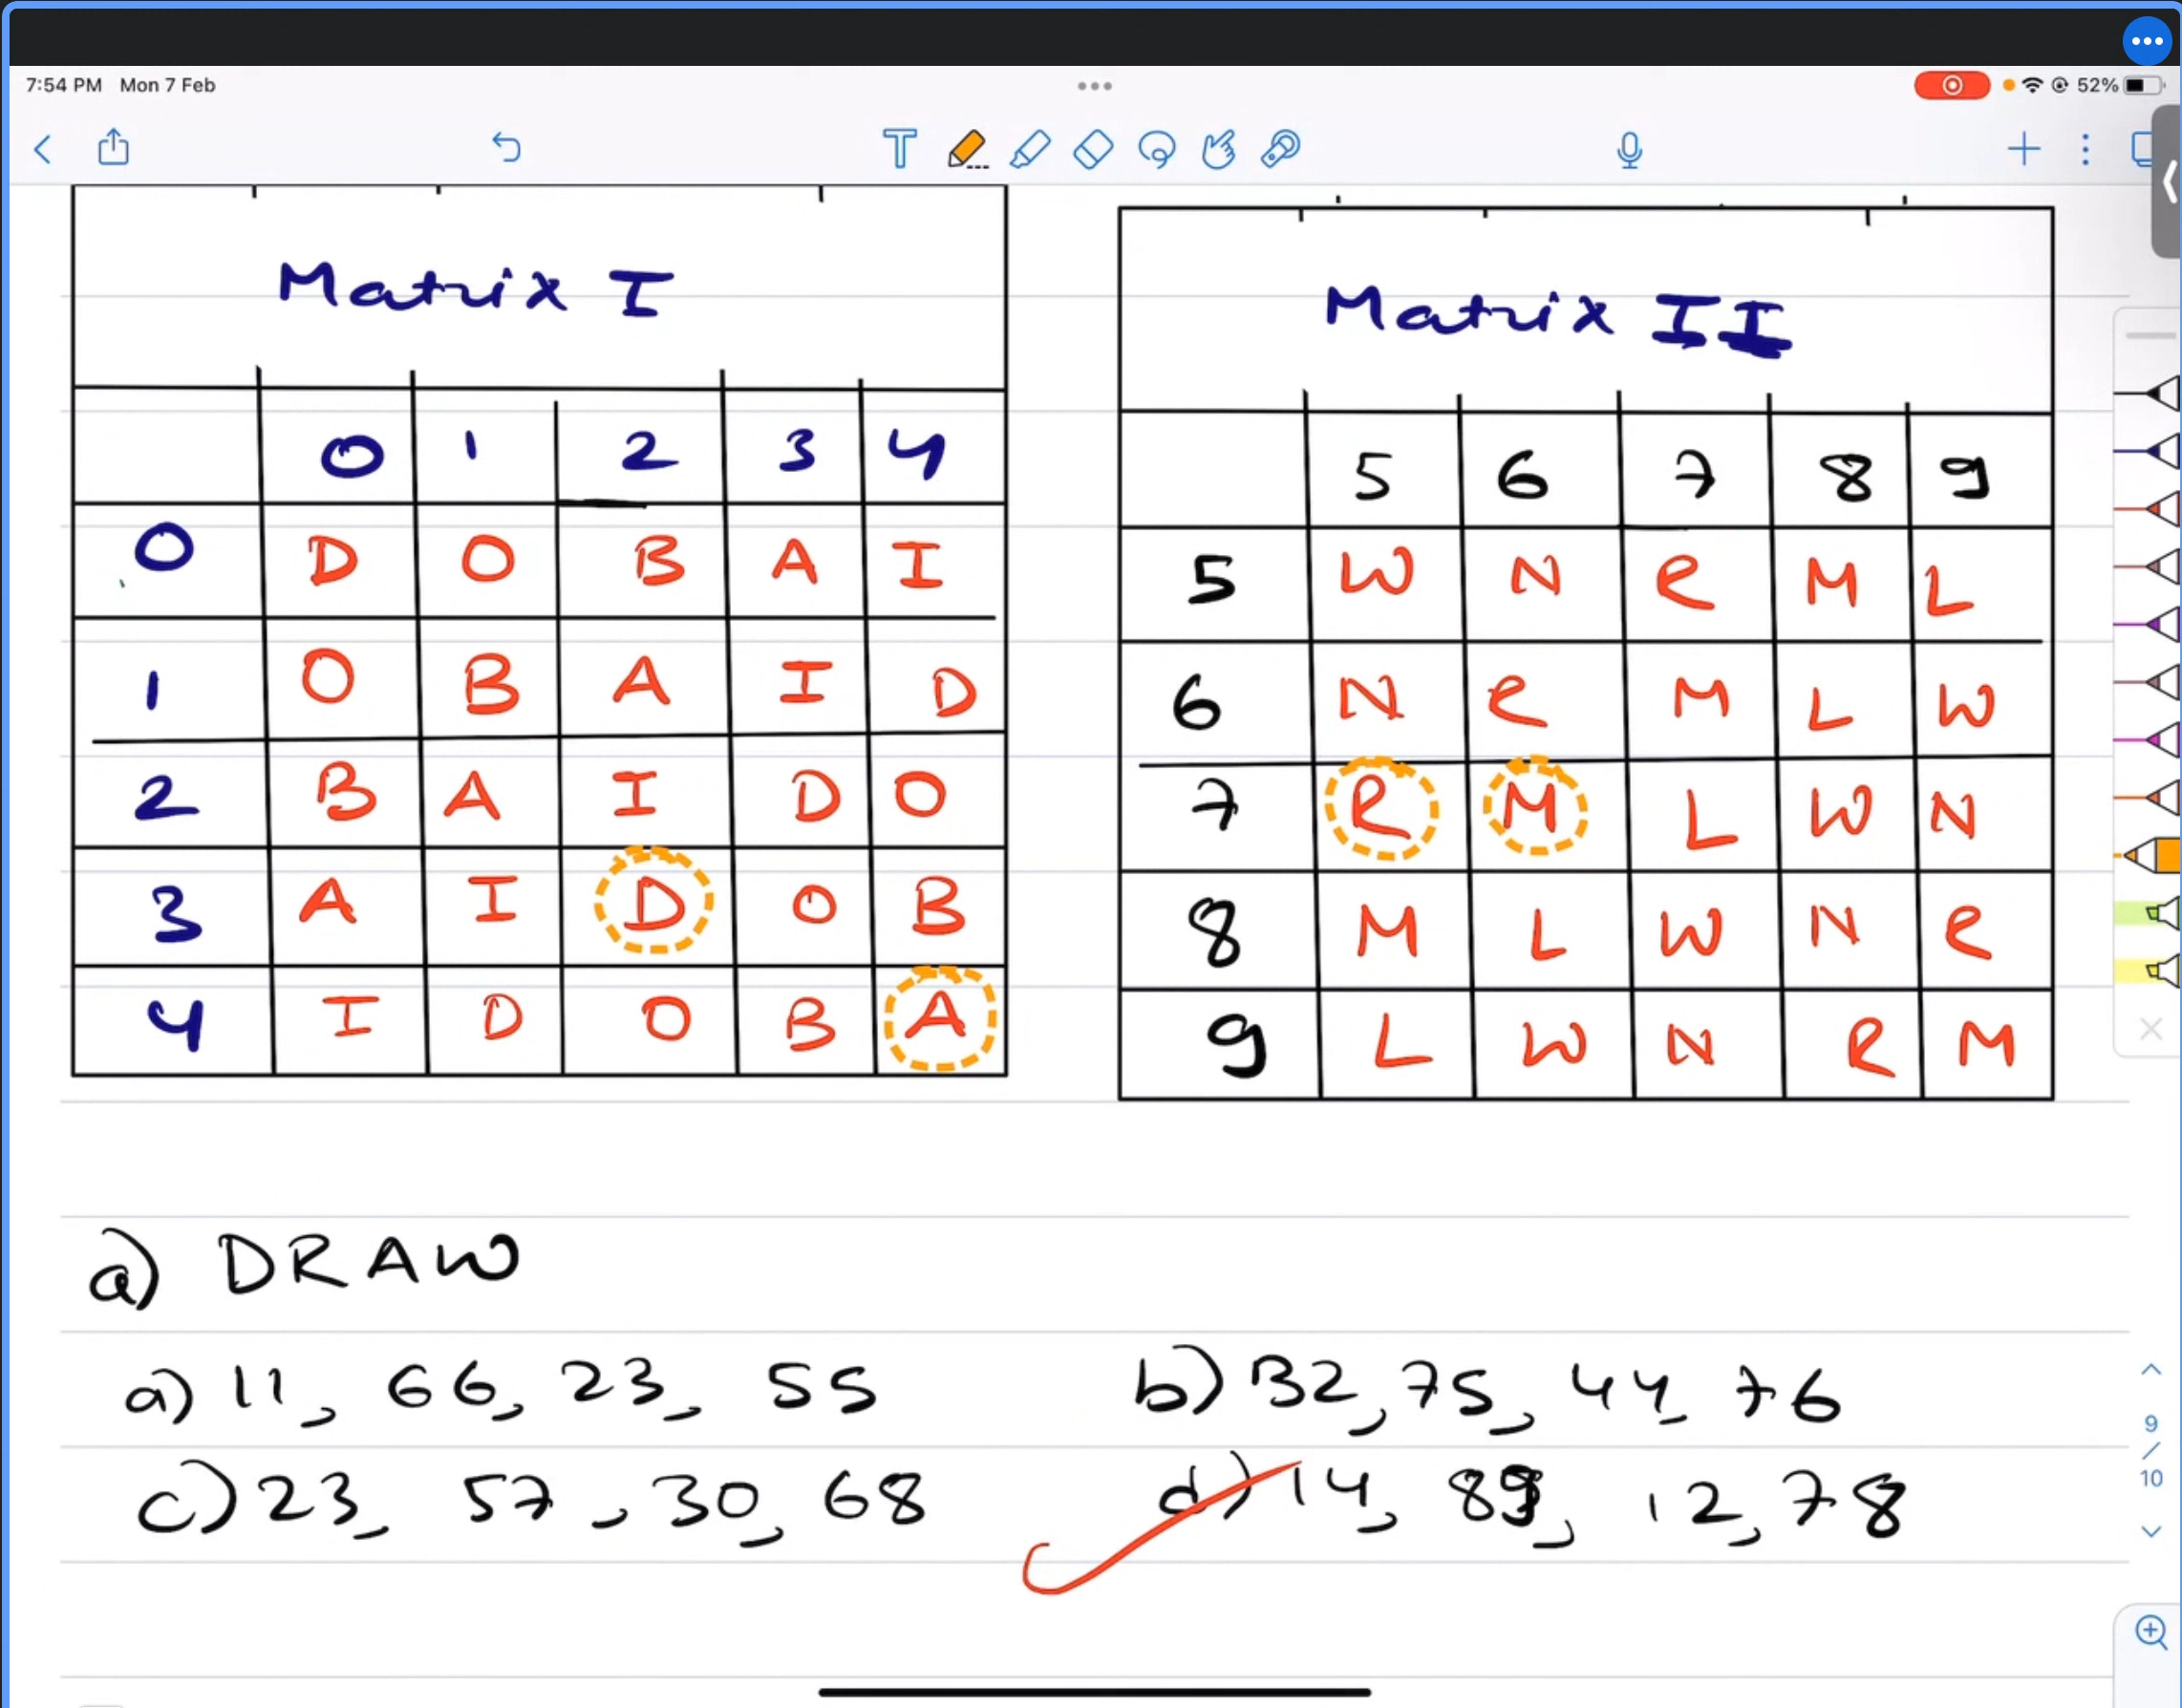 7:54 PM Mon 7 Feb
52%
Matrix I
0 1 2 3 4
0 D O B A I
1 O B A I D
2 B A I D O
3 A I D O B
4 I D O B A
Matrix II
5 6 7 8 9
5 W N R M L
6 N R M L W
7 R M L W N
8 M L W N R
9 L W N R M
a) DRAW
a) 11, 66, 23, 55 b) 32, 75, 44, 76
c) 23, 57, 30, 68 d) 14, 89, 12, 78
9
/
10